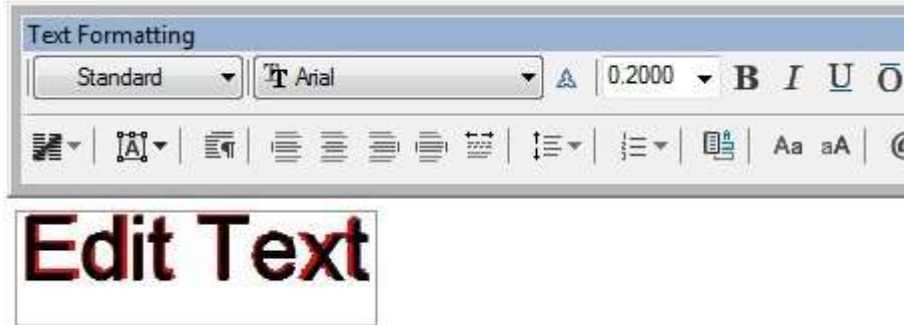 Text Formatting
Standard Arial 0.2000 B I U O
A Aa aA @
Edit Text